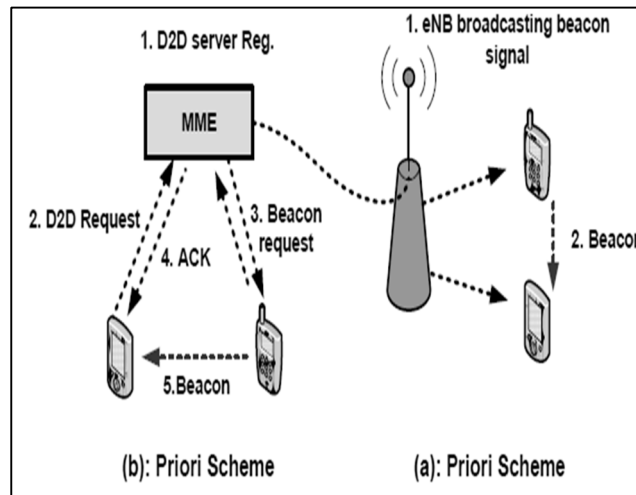 1. D2D server Reg.
MME
2. D2D Request
4. ACK
3. Beacon
request
5.Beacon
(b): Priori Scheme
1. eNB broadcasting beacon
signal
2. Beacon
(a): Priori Scheme